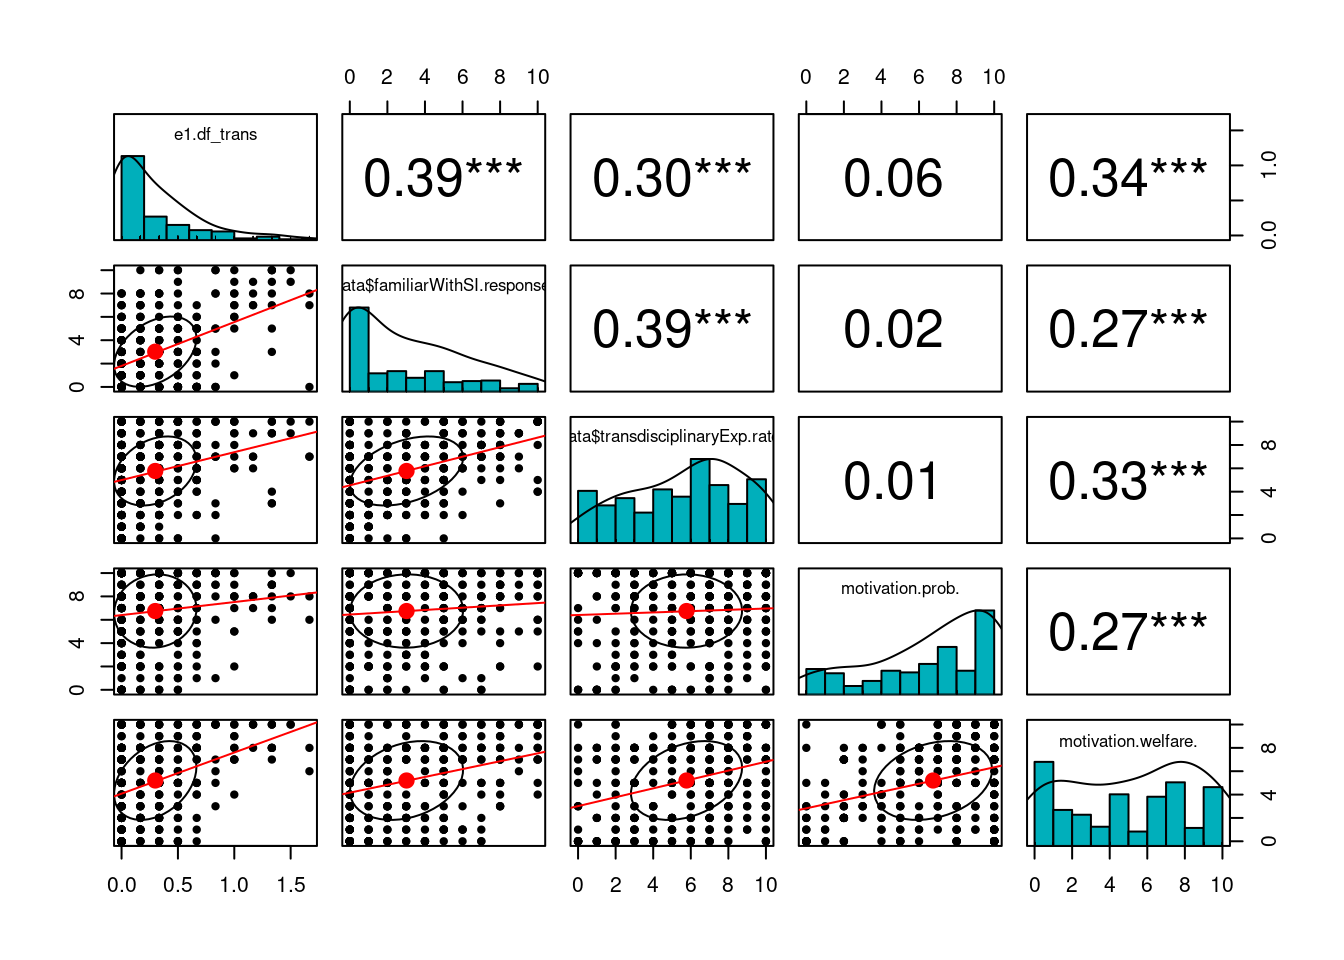 0 2 4 6 8 10 0 2 4 6 8 10
e1.df_trans 0.39*** 0.30*** 0.06 0.34*** 0.0 1.0
0 4 8 ata$familiarWithSI.response 0.39*** 0.02 0.27***
ata$transdisciplinaryExp.rat 0.01 0.33*** 0 4 8
0 4 8 motivation.prob. 0.27***
motivation.welfare. 0 4 8
0.0 0.5 1.0 1.5 0 2 4 6 8 10 0 2 4 6 8 10